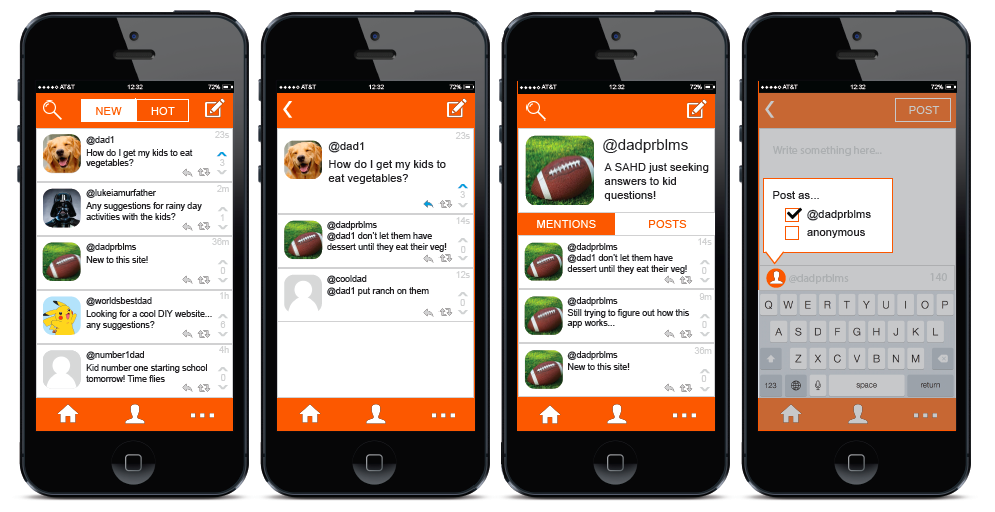 AT&T 12:32 72%
NEW HOT
23s
@dad1
How do I get my kids to eat
vegetables?
3
2m
@lukeiamurfather
Any suggestions for rainy day
activities with the kids?
1
36m
@dadprblms
New to this site!
0
1h
@worldsbestdad
Looking for a cool DIY website...
any suggestions?
6
4h
@number1dad
Kid number one starting school
tomorrow! Time flies
0
AT&T 12:32 72%
23s
@dad1
How do I get my kids to
eat vegetables?
3
14s
@dadprblms
@dad1 don't let them have
dessert until they eat their veg!
0
12s
@cooldad
@dad1 put ranch on them
0
AT&T 12:32 72%
@dadprblms
A SAHD just seeking
answers to kid
questions!
MENTIONS POSTS
14s
@dadprblms
@dad1 don't let them have
dessert until they eat their veg!
0
9m
@dadprblms
Still trying to figure out how this
app works...
0
36m
@dadprblms
New to this site!
0
AT&T 12:32 72%
POST
Write something here...
Post as...
@dadprblms
anonymous
@dadprblms 140
Q W E R T Y U I O P
A S D F G H J K L
Z X C V B N M
123 space return